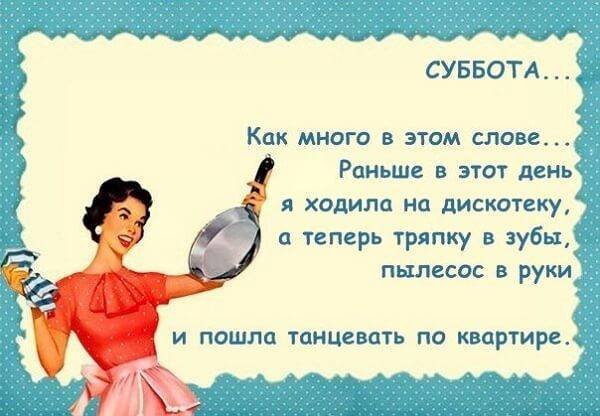 СУББОТА...
Как много в этом слове...
Раньше в этот день
я ходила на дискотеку,
а теперь тряпку в зубы,
пылесос в руки
и пошла танцевать по квартире.